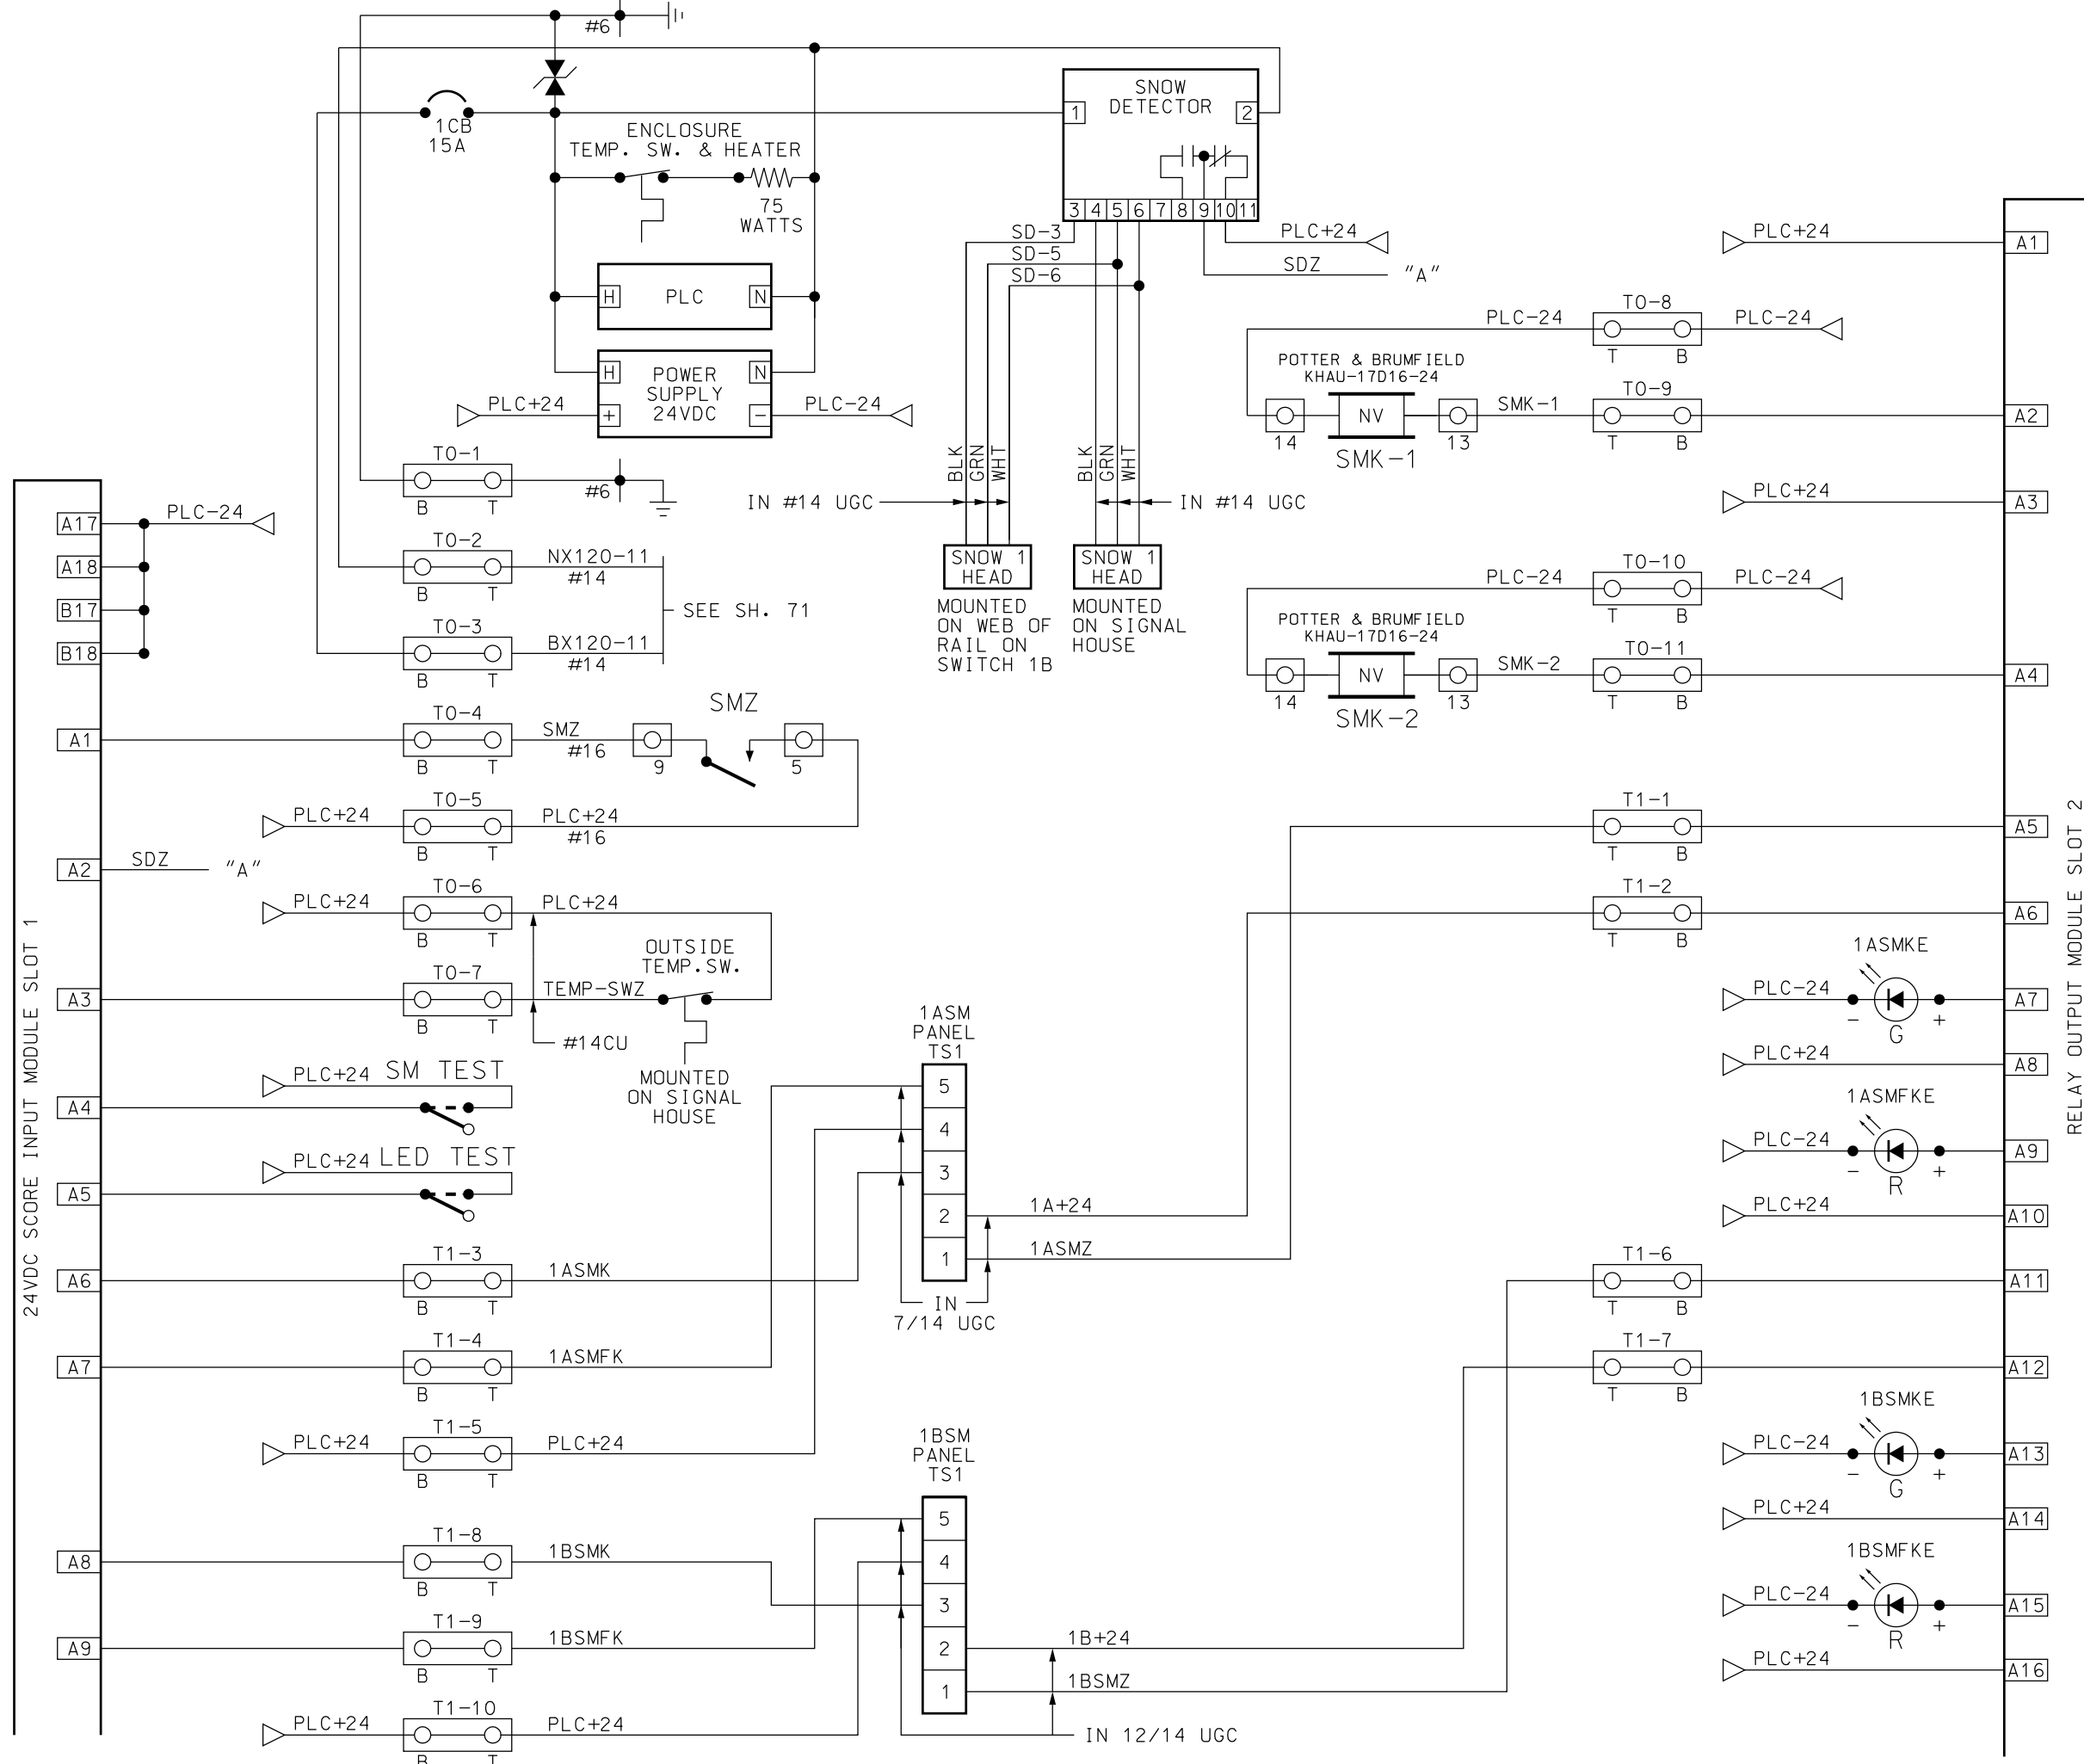 #6
1CB
15A
ENCLOSURE
TEMP. SW. & HEATER
75
WATTS
H
PLC
N
H
POWER
SUPPLY
24VDC
N
+
−
PLC+24
PLC-24
SNOW
DETECTOR
1
2
3 4 5 6 7 8 9 10 11
SD-3
SD-5
SD-6
PLC+24
SDZ
"A"
BLK
GRN
WHT
BLK
GRN
WHT
IN #14 UGC
IN #14 UGC
SNOW 1
HEAD
SNOW 1
HEAD
MOUNTED
ON WEB OF
RAIL ON
SWITCH 1B
MOUNTED
ON SIGNAL
HOUSE
24VDC SCORE INPUT MODULE SLOT 1
A17
PLC-24
A18
B17
B18
T0-1
B T
#6
T0-2
B T
NX120-11
#14
SEE SH. 71
T0-3
B T
BX120-11
#14
A1
T0-4
B T
SMZ
#16
9
SMZ
5
PLC+24
T0-5
B T
PLC+24
#16
A2
SDZ
"A"
PLC+24
T0-6
B T
PLC+24
OUTSIDE
TEMP.SW.
A3
T0-7
B T
TEMP-SWZ
#14CU
MOUNTED
ON SIGNAL
HOUSE
PLC+24
SM TEST
A4
PLC+24
LED TEST
A5
A6
T1-3
B T
1ASMK
A7
T1-4
B T
1ASMFK
PLC+24
T1-5
B T
PLC+24
A8
T1-8
B T
1BSMK
A9
T1-9
B T
1BSMFK
PLC+24
T1-10
B T
PLC+24
1ASM
PANEL
TS1
5
4
3
2
1
1A+24
1ASMZ
IN
7/14 UGC
1BSM
PANEL
TS1
5
4
3
2
1
1B+24
1BSMZ
IN 12/14 UGC
PLC+24
A1
PLC-24
T0-8
T B
PLC-24
POTTER & BRUMFIELD
KHAU-17D16-24
14
NV
13
SMK-1
SMK-1
T0-9
T B
A2
PLC+24
A3
PLC-24
T0-10
T B
PLC-24
POTTER & BRUMFIELD
KHAU-17D16-24
14
NV
13
SMK-2
SMK-2
T0-11
T B
A4
T1-1
T B
A5
T1-2
T B
A6
1ASMKE
PLC-24
− G +
A7
PLC+24
A8
1ASMFKE
PLC-24
− R +
A9
PLC+24
A10
T1-6
T B
A11
T1-7
T B
A12
1BSMKE
PLC-24
− G +
A13
PLC+24
A14
1BSMFKE
PLC-24
− R +
A15
PLC+24
A16
RELAY OUTPUT MODULE SLOT 2